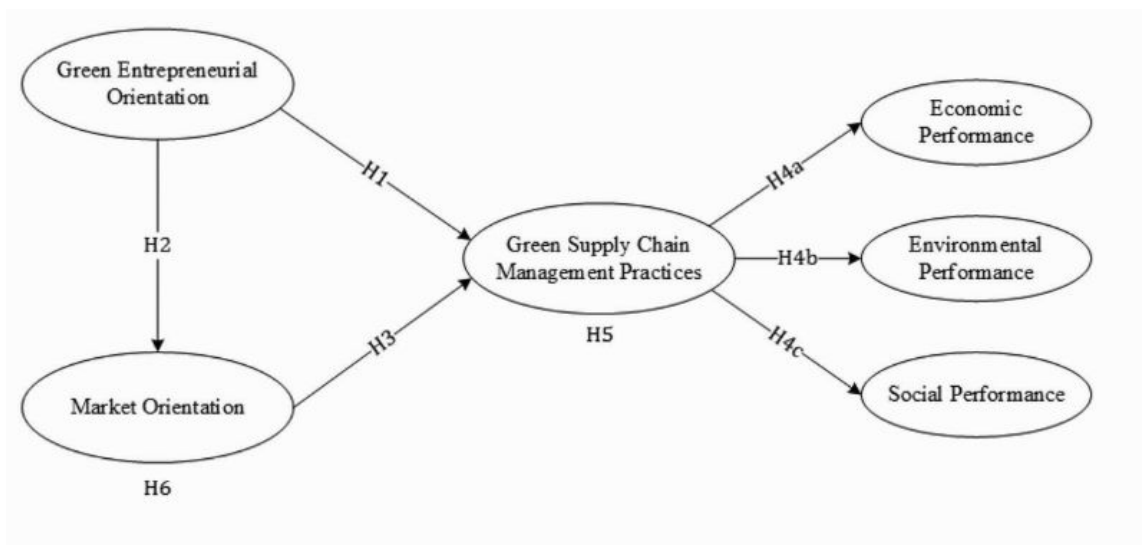 Green Entrepreneurial
Orientation
H1
H2
Market Orientation
H6
H3
Green Supply Chain
Management Practices
H5
H4a
H4b
H4c
Economic
Performance
Environmental
Performance
Social Performance